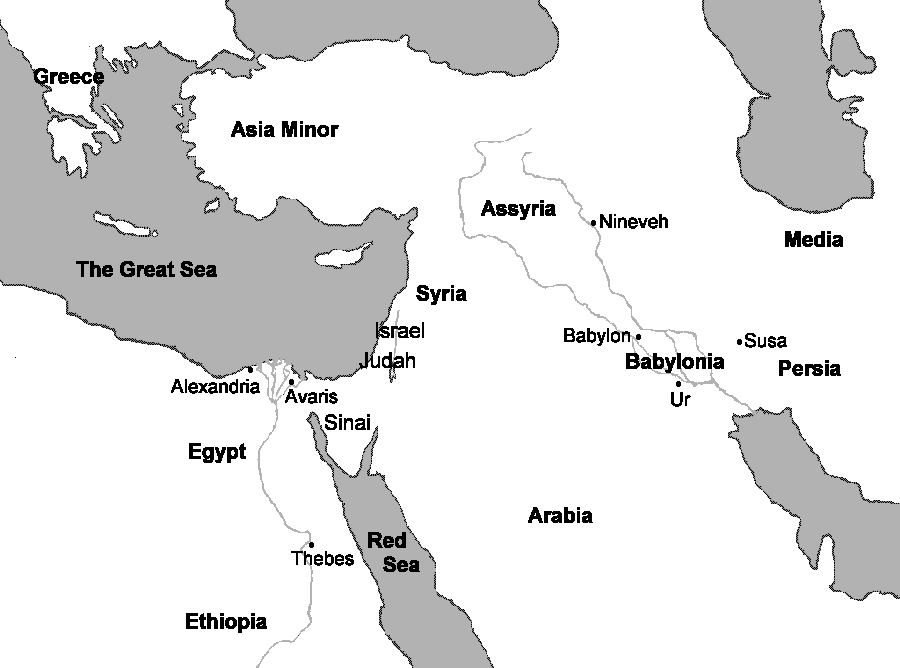 Greece
Asia Minor
Assyria
Nineveh
Media
The Great Sea
Syria
Israel
Babylon
Susa
Judah
Babylonia
Persia
Alexandria
Avaris
Ur
Sinai
Egypt
Arabia
Red
Sea
Thebes
Ethiopia